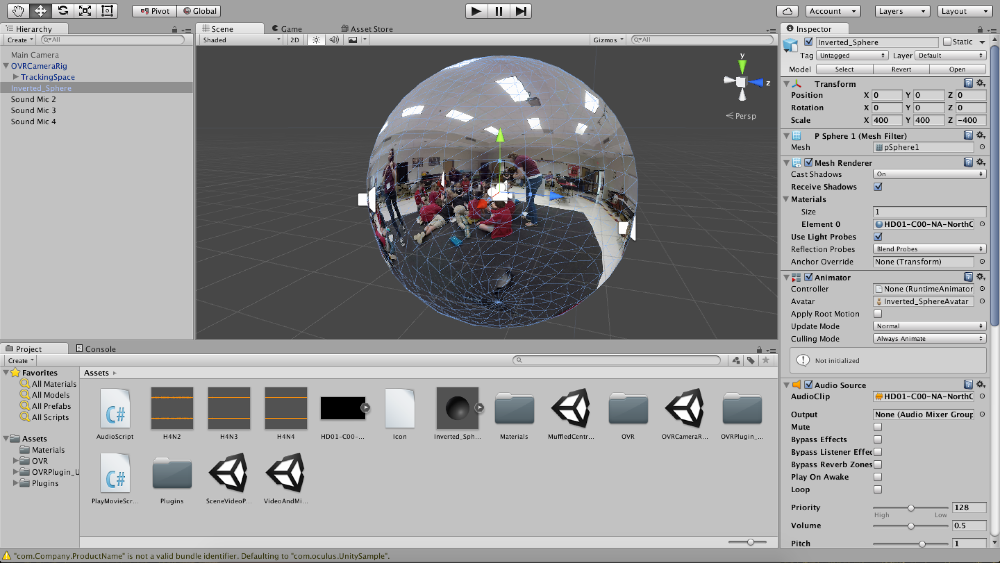 Pivot Global Account Layers Layout
Hierarchy
Create All
Main Camera
OVRCameraRig
TrackingSpace
Inverted_Sphere
Sound Mic 2
Sound Mic 3
Sound Mic 4
Scene Game Asset Store
Shaded 2D Gizmos All
y
z
Persp
Inspector
Inverted_Sphere Static
Tag Untagged Layer Default
Model Select Revert Open
Transform
Position X 0 Y 0 Z 0
Rotation X 0 Y 0 Z 0
Scale X 400 Y 400 Z -400
P Sphere 1 (Mesh Filter)
Mesh pSphere1
Mesh Renderer
Cast Shadows On
Receive Shadows
Materials
Size 1
Element 0 HD01-C00-NA-NorthC
Use Light Probes
Reflection Probes Blend Probes
Anchor Override None (Transform)
Animator
Controller None (RuntimeAnimator
Avatar Inverted_SphereAvatar
Apply Root Motion
Update Mode Normal
Culling Mode Always Animate
Not initialized
Audio Source
AudioClip HD01-C00-NA-NorthC
Output None (Audio Mixer Group
Mute
Bypass Effects
Bypass Listener Effec
Bypass Reverb Zones
Play On Awake
Loop
Priority 128
High Low
Volume 0.5
Pitch 1
Project Console
Create
Favorites
All Materials
All Models
All Prefabs
All Scripts
Assets
Materials
OVR
OVRPlugin_U
Plugins
Assets
C#
AudioScript H4N2 H4N3 H4N4 HD01-C00-... Icon Inverted_Sph... Materials MuffledCentr... OVR OVRCameraR... OVRPlugin_...
C#
PlayMovieScr... Plugins SceneVideoP... VideoAndMi...
"com.Company.ProductName" is not a valid bundle identifier. Defaulting to "com.oculus.UnitySample".